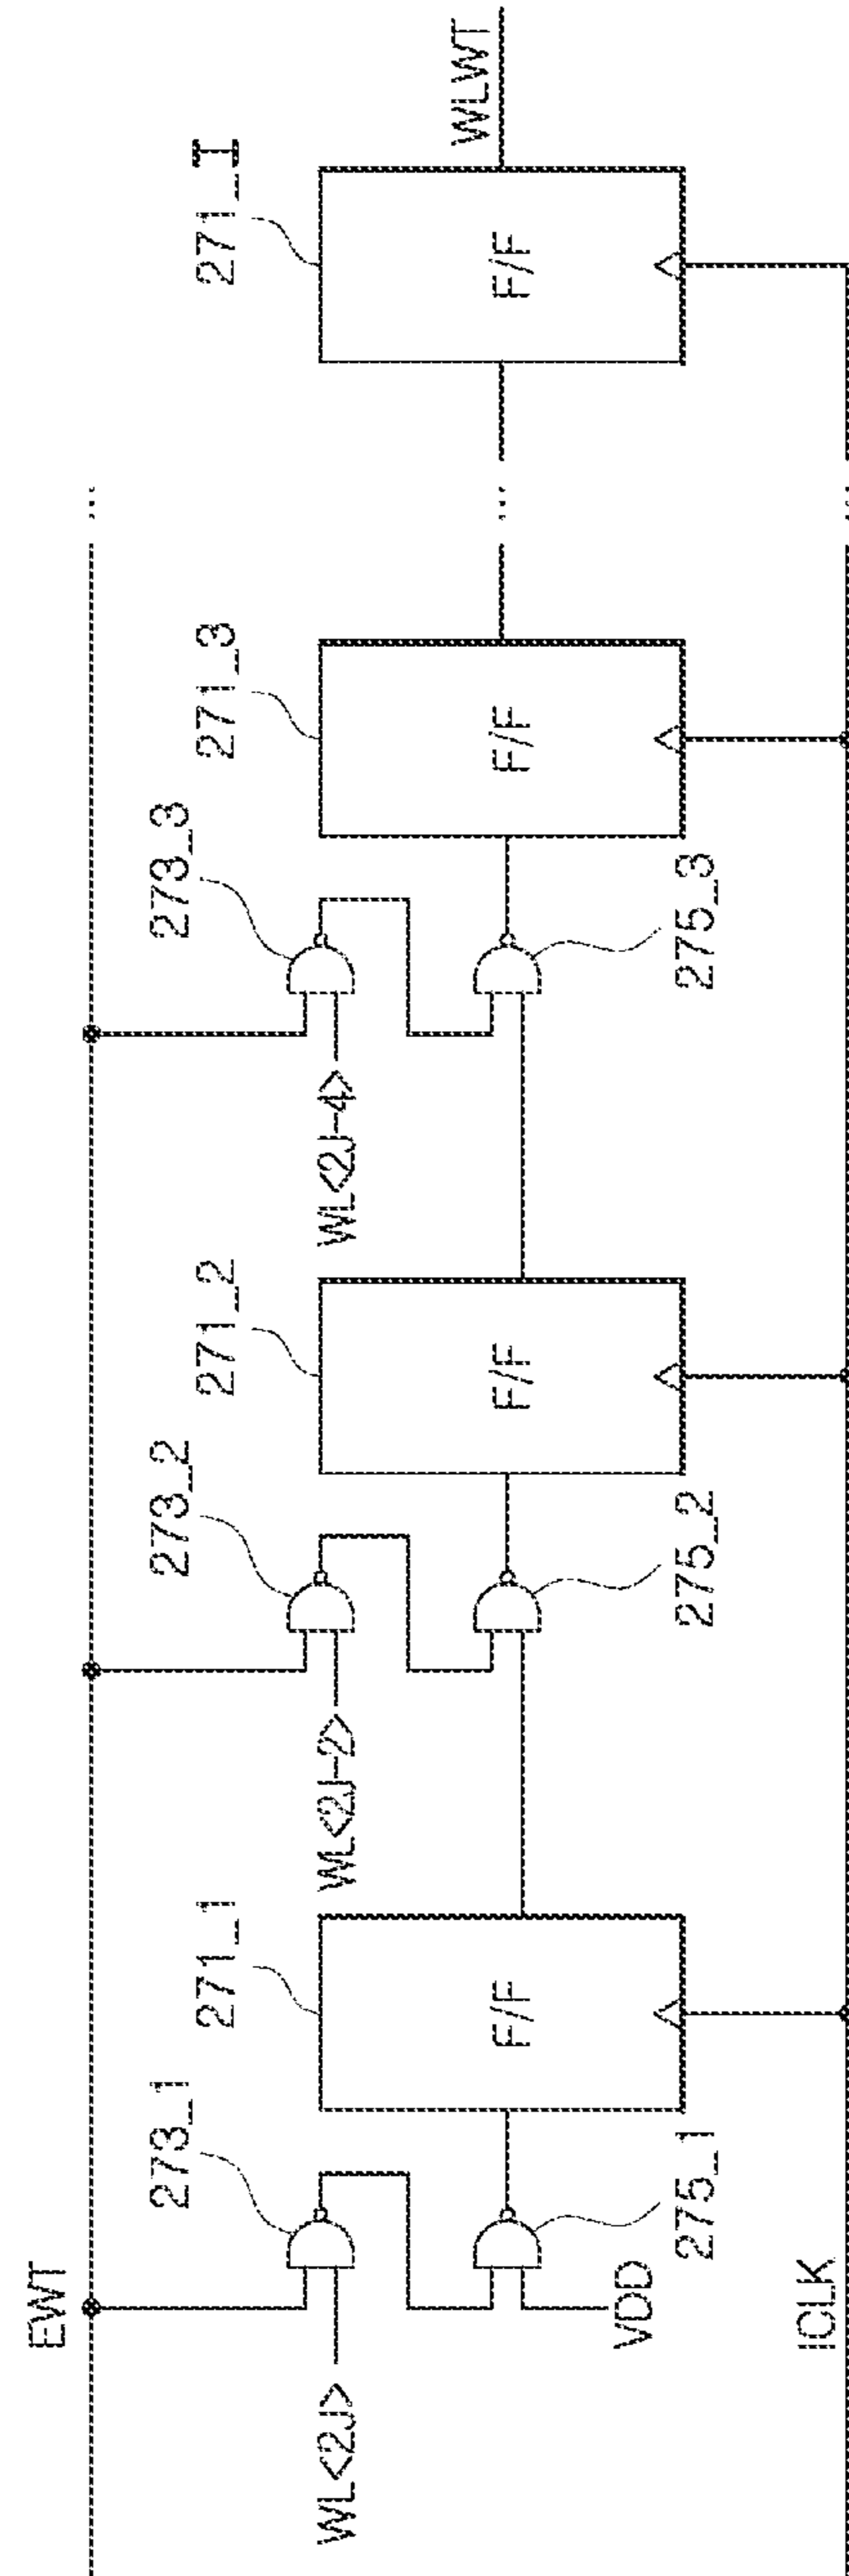 EWT
WL<2J>
273_1
271_1
F/F
VDD
275_1
ICLK
WL<2J-2>
273_2
271_2
F/F
275_2
WL<2J-4>
273_3
271_3
F/F
275_3
271_I
F/F
WLWT